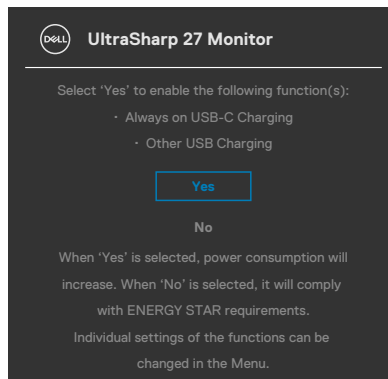 DELL UltraSharp 27 Monitor
Select ‘Yes’ to enable the following function(s):
· Always on USB-C Charging
· Other USB Charging
Yes
No
When ‘Yes’ is selected, power consumption will
increase. When ‘No’ is selected, it will comply
with ENERGY STAR requirements.
Individual settings of the functions can be
changed in the Menu.